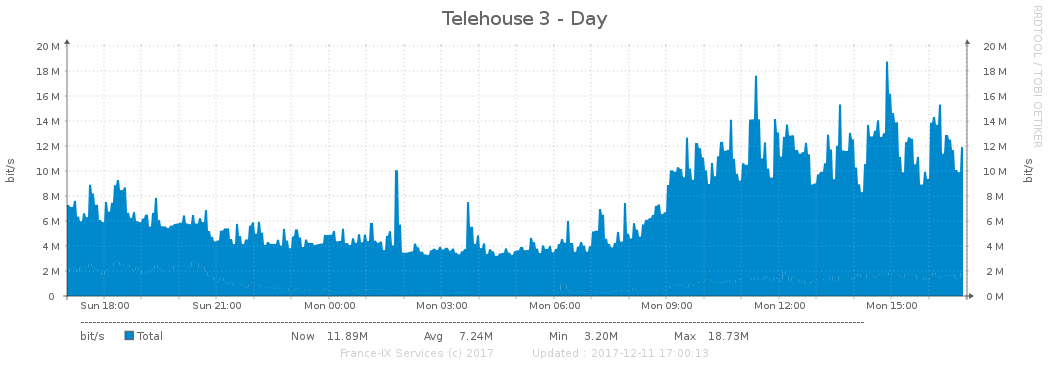 Telehouse 3 - Day
RRDTOOL / TOBI OETIKER
20 M 20 M
18 M 18 M
16 M 16 M
14 M 14 M
12 M 12 M
10 M 10 M
8 M 8 M
6 M 6 M
4 M 4 M
2 M 2 M
0 0 M
bit/s
bit/s
Sun 18:00 Sun 21:00 Mon 00:00 Mon 03:00 Mon 06:00 Mon 09:00 Mon 12:00 Mon 15:00
bit/s Total Now 11.89M Avg 7.24M Min 3.20M Max 18.73M
France-IX Services (c) 2017 Updated : 2017-12-11 17:00:13